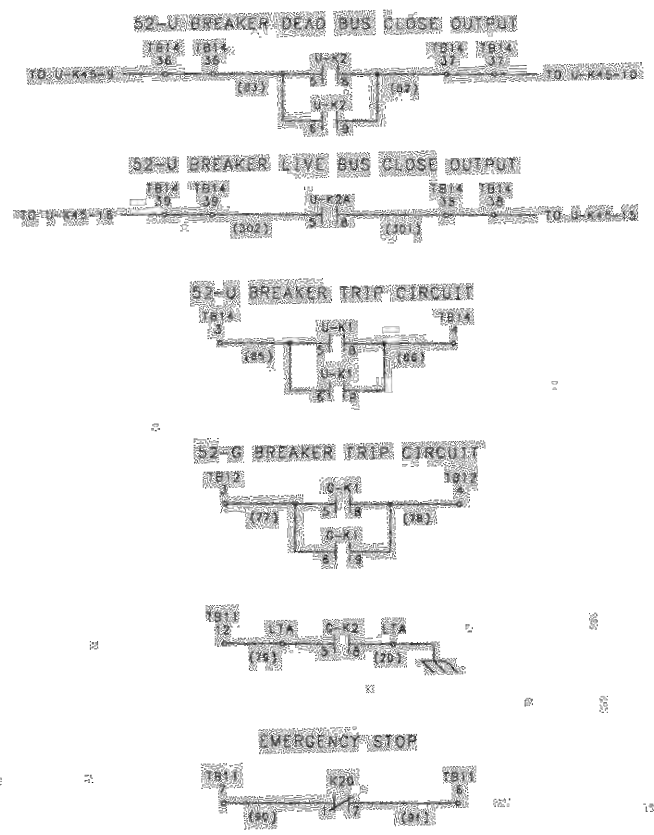 52-U BREAKER DEAD BUS CLOSE OUTPUT
TB14 TB14 U-K2 TB14 TB14
36 36 37 37
TO U-K45-9 5 8 TO U-K45-10
(83) (82)
U-K2
6 9
52-U BREAKER LIVE BUS CLOSE OUTPUT
TB14 TB14 U-K2A TB14 TB14
39 39 38 38
TO U-K45-16 5 8 TO U-K45-15
(302) (301)
52-U BREAKER TRIP CIRCUIT
TB14 U-K1 TB14
3 4
5 8
(85) (86)
U-K1
6 9
52-G BREAKER TRIP CIRCUIT
TB12 G-K1 TB12
5 8
(77) (78)
G-K1
6 9
TB11
2 LTA G-K2 LTA
5 8
(79) (70)
EMERGENCY STOP
TB11 K20 TB11
6
1 7
(90) (91)